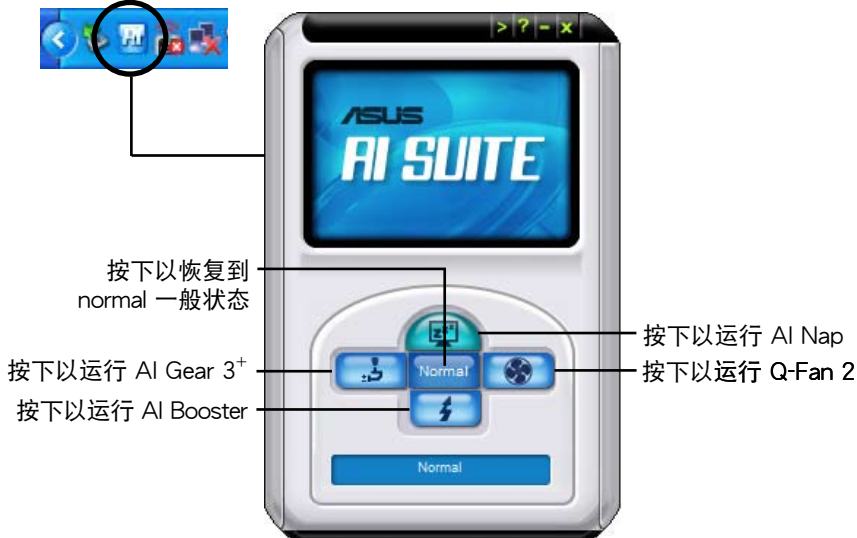 > ? - x
ASUS
AI SUITE
按下以恢复到
normal 一般状态
按下以运行 AI Nap
按下以运行 AI Gear 3⁺
Normal
按下以运行 Q-Fan 2
按下以运行 AI Booster
Normal